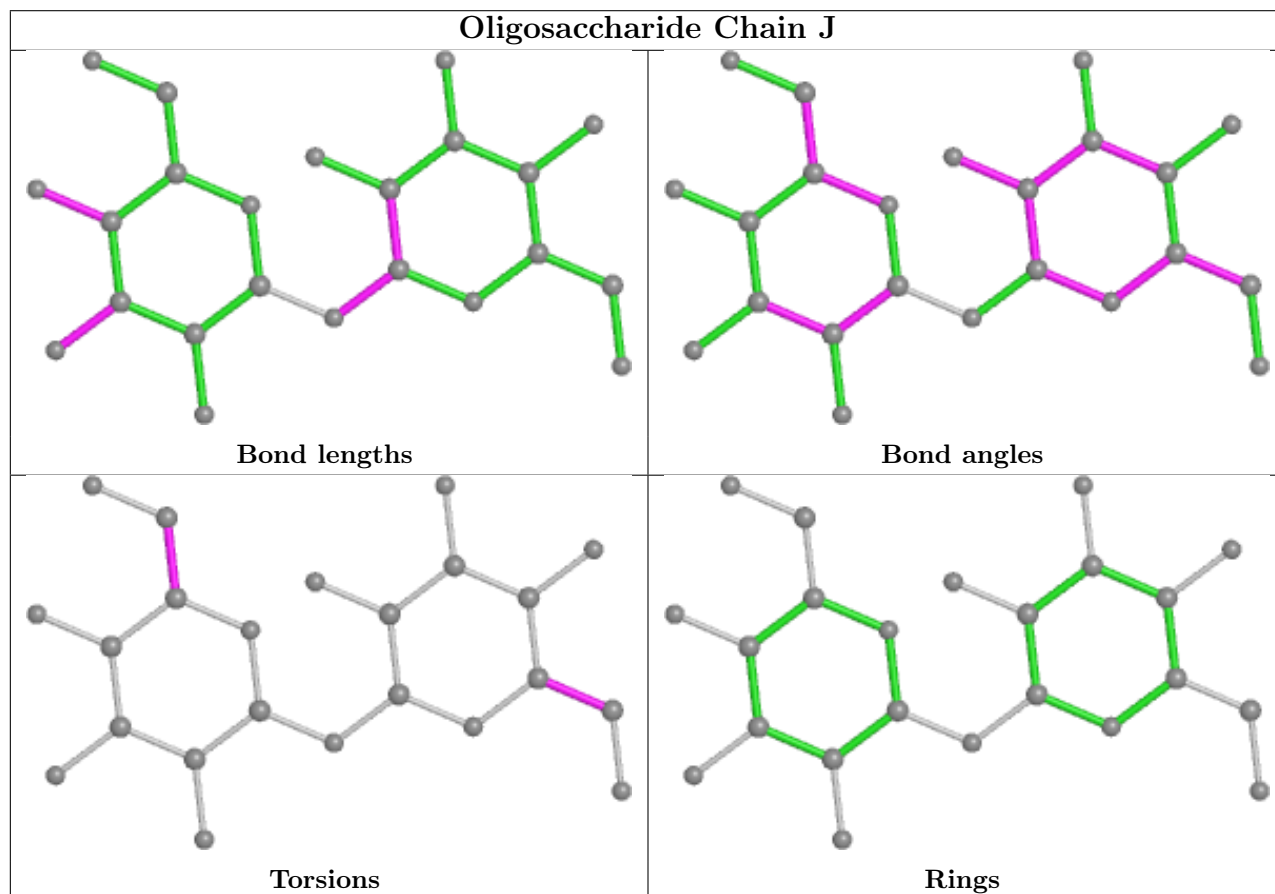 Oligosaccharide Chain J
Bond lengths
Bond angles
Torsions
Rings